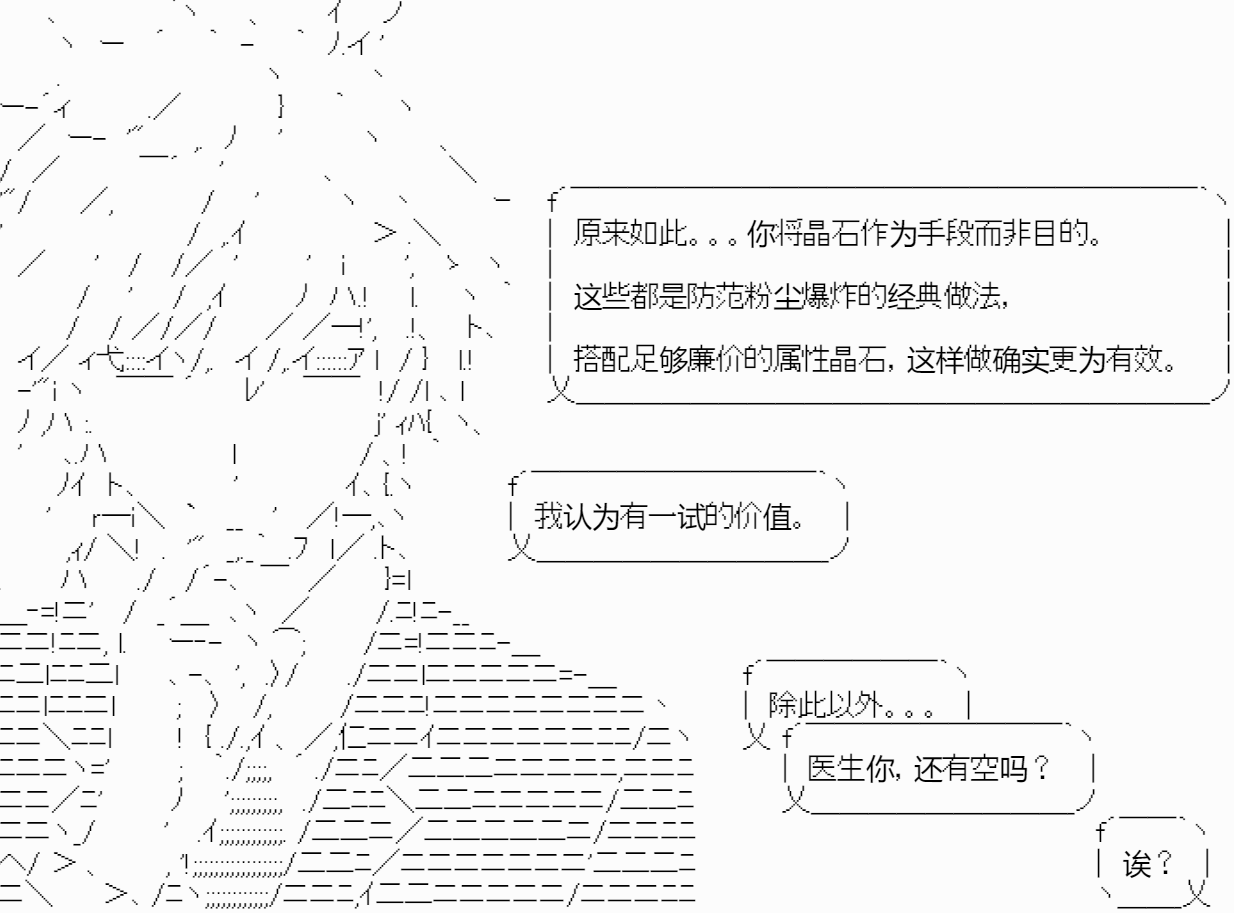 原来如此。。。你将晶石作为手段而非目的。
这些都是防范粉尘爆炸的经典做法,
搭配足够廉价的属性晶石, 这样做确实更为有效。
我认为有一试的价值。
除此以外。。。
医生你, 还有空吗?
诶?